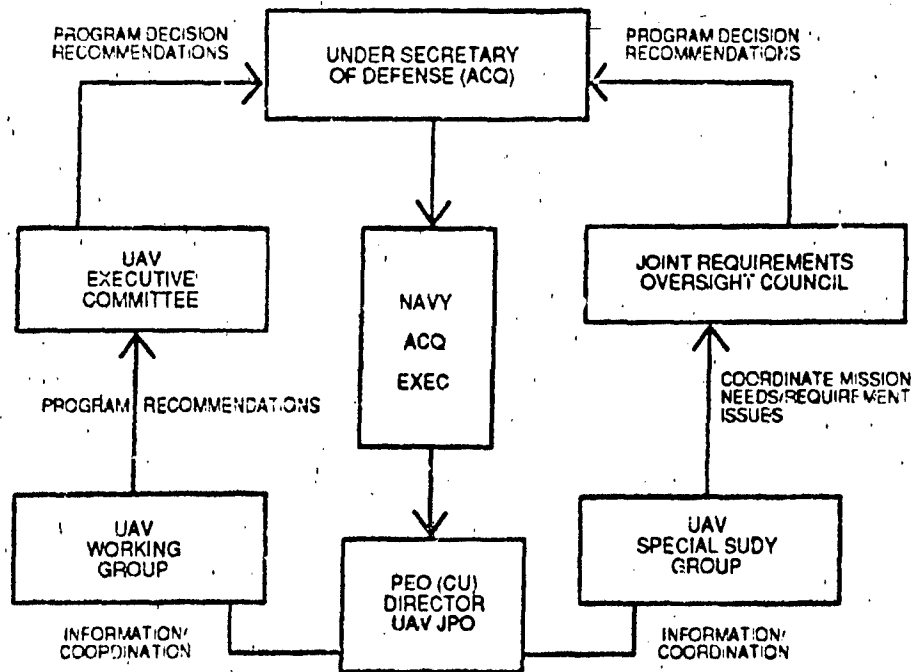 PROGRAM DECISION
RECOMMENDATIONS
UNDER SECRETARY
OF DEFENSE (ACQ)
PROGRAM DECISION
RECOMMENDATIONS
UAV
EXECUTIVE
COMMITTEE
NAVY
ACQ
EXEC
JOINT REQUIREMENTS
OVERSIGHT COUNCIL
PROGRAM RECOMMENDATIONS
COORDINATE MISSION
NEEDS/REQUIREMENT
ISSUES
UAV
WORKING
GROUP
PEO (CU)
DIRECTOR
UAV JPO
UAV
SPECIAL SUDY
GROUP
INFORMATION/
COORDINATION
INFORMATION/
COORDINATION